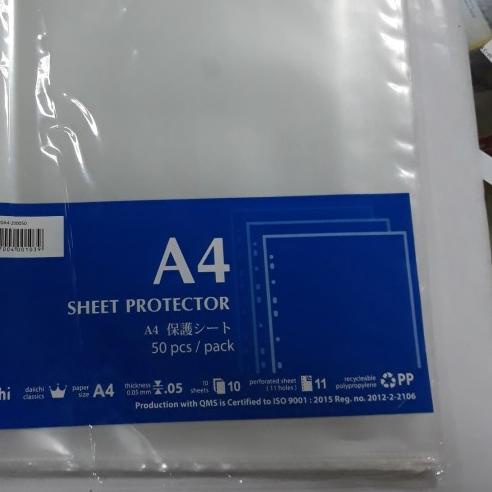 A4
SHEET PROTECTOR
A4 保護シート
50 pcs / pack
daiichi classics
paper size A4
thickness 0.05 mm .05
10 sheets 10
perforated sheet (11 holes) 11
recycleable polypropylene PP
Production with QMS is Certified to ISO 9001 : 2015 Reg. no. 2012-2-2106